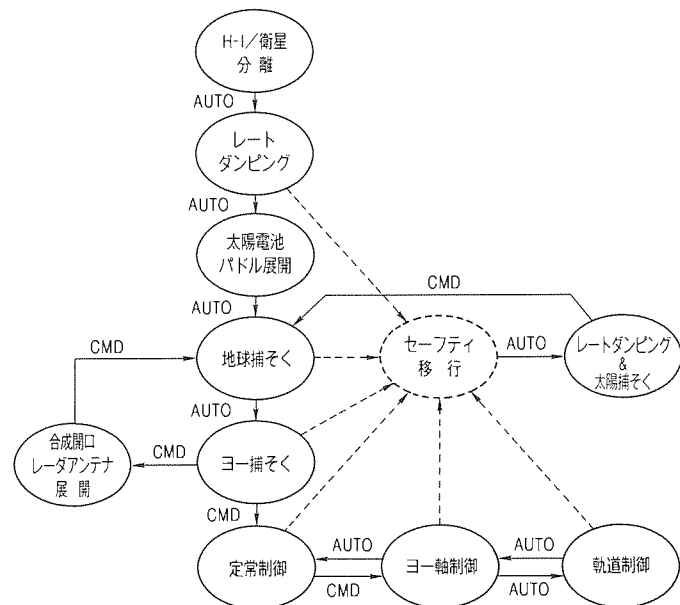 H-I/衛星
分 離
AUTO
レート
ダンピング
AUTO
太陽電池
パドル展開
AUTO
CMD
CMD
地球捕そく
セーフティ
移 行
AUTO
レートダンピング
&
太陽捕そく
AUTO
合成開口
レーダアンテナ
展 開
CMD
ヨー捕そく
CMD
定常制御
AUTO
CMD
ヨー軸制御
AUTO
AUTO
軌道制御